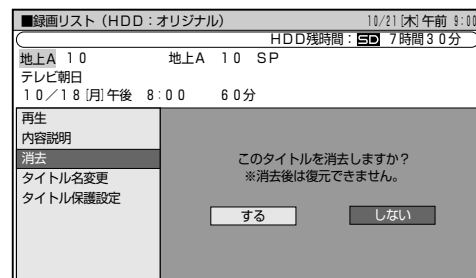 ■録画リスト（HDD：オリジナル） 10/21[木]午前 9:00
HDD残時間：SD 7時間30分
地上A 10 地上A 10 SP
テレビ朝日
10／18[月]午後 8:00 60分
再生
内容説明
消去
タイトル名変更
タイトル保護設定
このタイトルを消去しますか？
※消去後は復元できません。
する しない